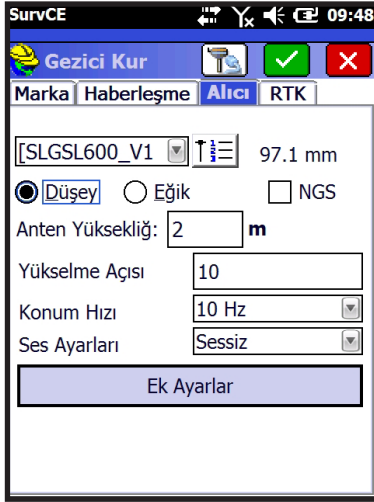 SurvCE 09:48
Gezici Kur
Marka Haberleşme Alıcı RTK
[SLGSL600_V1 97.1 mm
Düşey Eğik NGS
Anten Yüksekliğ: 2 m
Yükselme Açısı 10
Konum Hızı 10 Hz
Ses Ayarları Sessiz
Ek Ayarlar